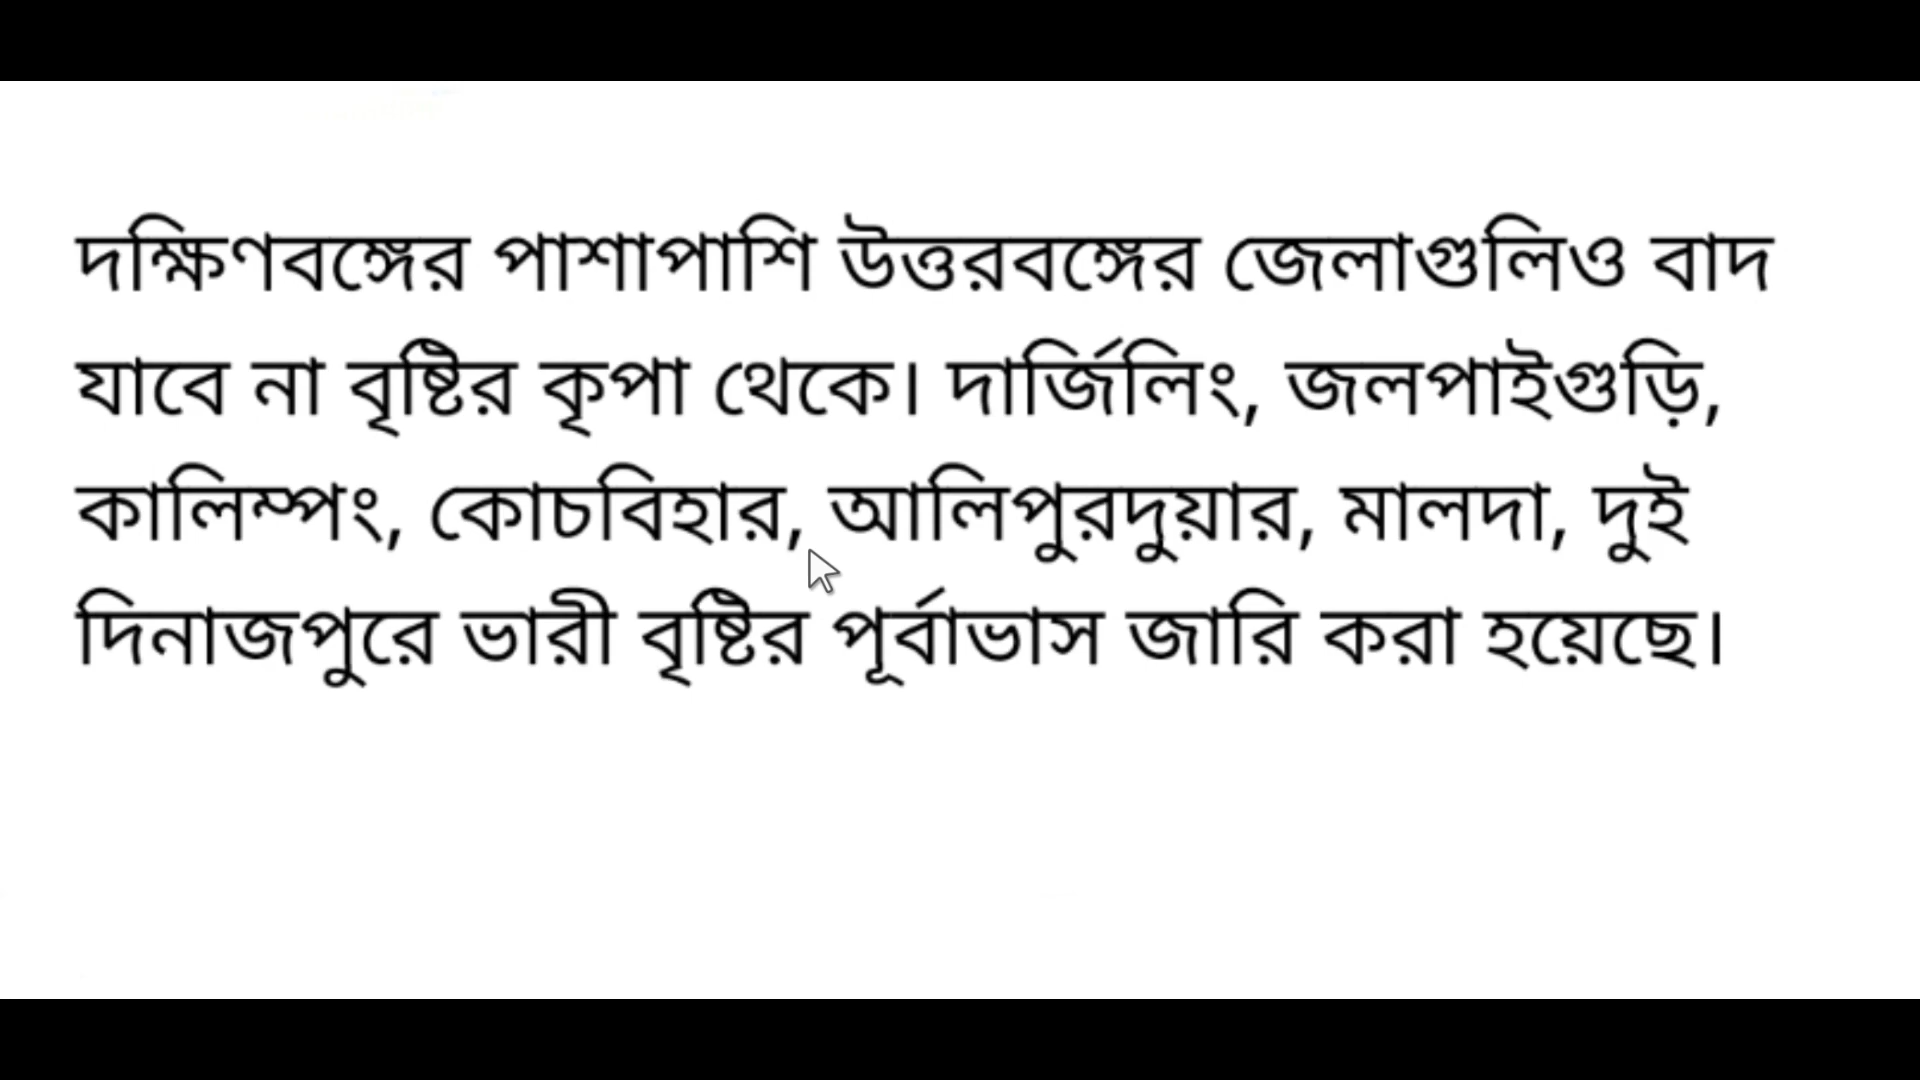 দক্ষিণবঙ্গের পাশাপাশি উত্তরবঙ্গের জেলাগুলিও বাদ
যাবে না বৃষ্টির কৃপা থেকে। দার্জিলিং, জলপাইগুড়ি,
কালিম্পং, কোচবিহার, আলিপুরদুয়ার, মালদা, দুই
দিনাজপুরে ভারী বৃষ্টির পূর্বাভাস জারি করা হয়েছে।